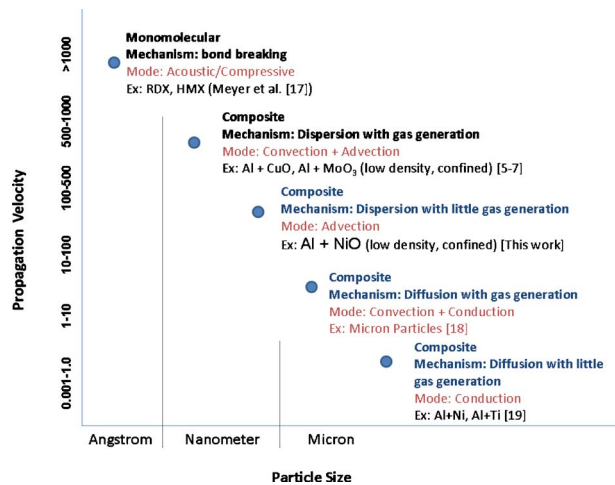 Propagation Velocity
>1000
500-1000
100-500
10-100
1-10
0.001-1.0
Monomolecular
Mechanism: bond breaking
Mode: Acoustic/Compressive
Ex: RDX, HMX (Meyer et al. [17])
Composite
Mechanism: Dispersion with gas generation
Mode: Convection + Advection
Ex: Al + CuO, Al + MoO₃ (low density, confined) [5-7]
Composite
Mechanism: Dispersion with little gas generation
Mode: Advection
Ex: Al + NiO (low density, confined) [This work]
Composite
Mechanism: Diffusion with gas generation
Mode: Convection + Conduction
Ex: Micron Particles [18]
Composite
Mechanism: Diffusion with little
gas generation
Mode: Conduction
Ex: Al+Ni, Al+Ti [19]
Angstrom
Nanometer
Micron
Particle Size